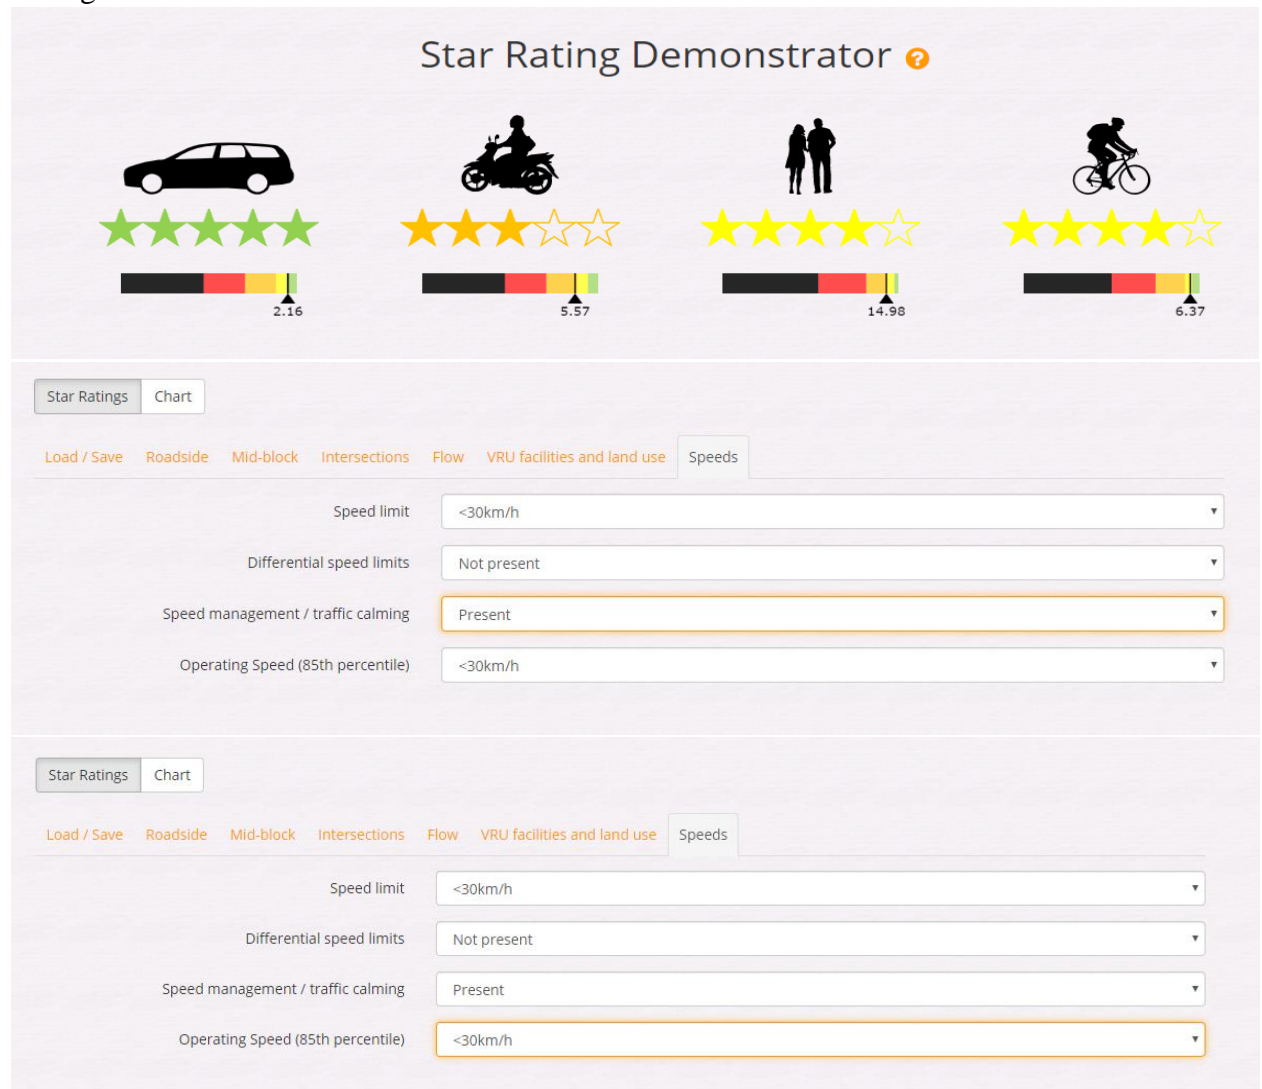 Star Rating Demonstrator ?
2.16 5.57 14.98 6.37
Star Ratings Chart
Load / Save Roadside Mid-block Intersections Flow VRU facilities and land use Speeds
Speed limit <30km/h
Differential speed limits Not present
Speed management / traffic calming Present
Operating Speed (85th percentile) <30km/h
Star Ratings Chart
Load / Save Roadside Mid-block Intersections Flow VRU facilities and land use Speeds
Speed limit <30km/h
Differential speed limits Not present
Speed management / traffic calming Present
Operating Speed (85th percentile) <30km/h